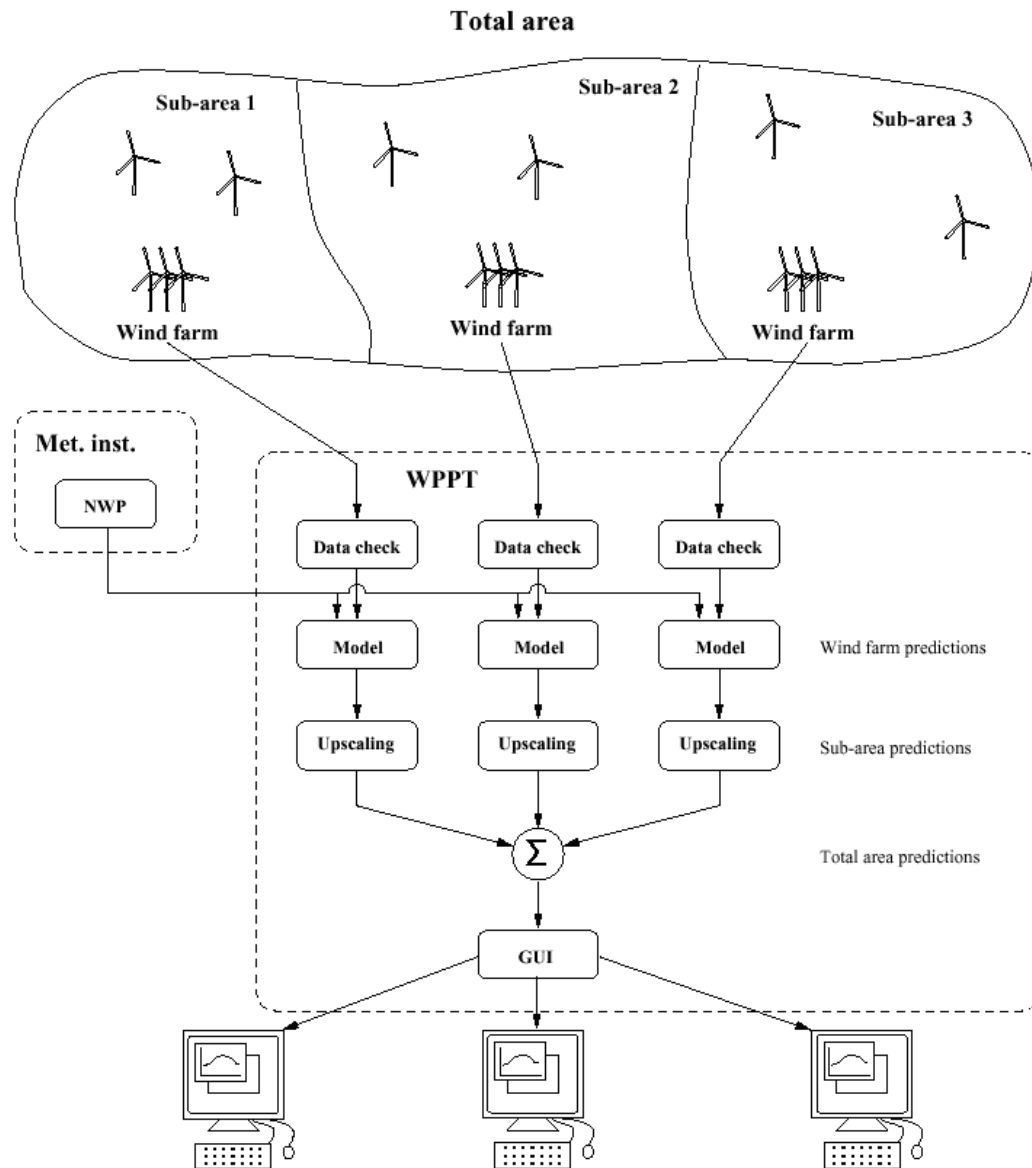 Total area
Sub-area 1
Sub-area 2
Sub-area 3
Wind farm
Wind farm
Wind farm
Met. inst.
NWP
WPPT
Data check
Data check
Data check
Model
Model
Model
Wind farm predictions
Upscaling
Upscaling
Upscaling
Sub-area predictions
Σ
Total area predictions
GUI